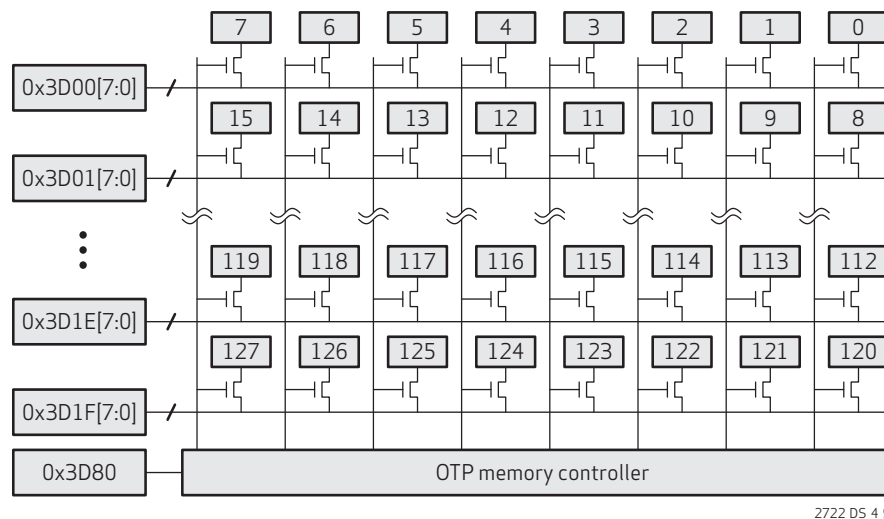 7 6 5 4 3 2 1 0
0x3D00[7:0]
15 14 13 12 11 10 9 8
0x3D01[7:0]
119 118 117 116 115 114 113 112
0x3D1E[7:0]
127 126 125 124 123 122 121 120
0x3D1F[7:0]
0x3D80 OTP memory controller
2722 DS 4